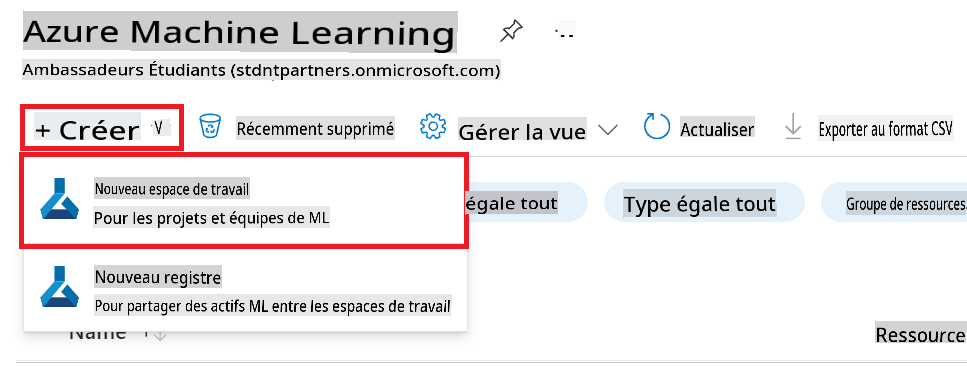 Azure Machine Learning
Ambassadeurs Étudiants (stdntpartners.onmicrosoft.com)
+ Créer V Récemment supprimé Gérer la vue Actualiser Exporter au format CSV
Nouveau espace de travail
Pour les projets et équipes de ML
égale tout Type égale tout Groupe de ressources.
Nouveau registre
Pour partager des actifs ML entre les espaces de travail
Name Ressource